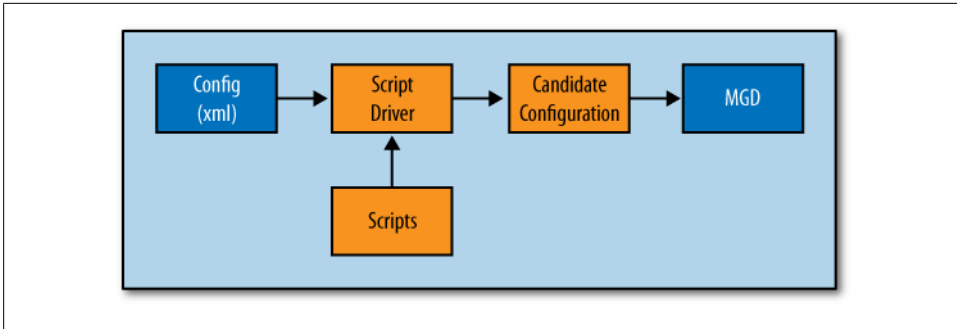 Config
(xml)
Script
Driver
Candidate
Configuration
MGD
Scripts